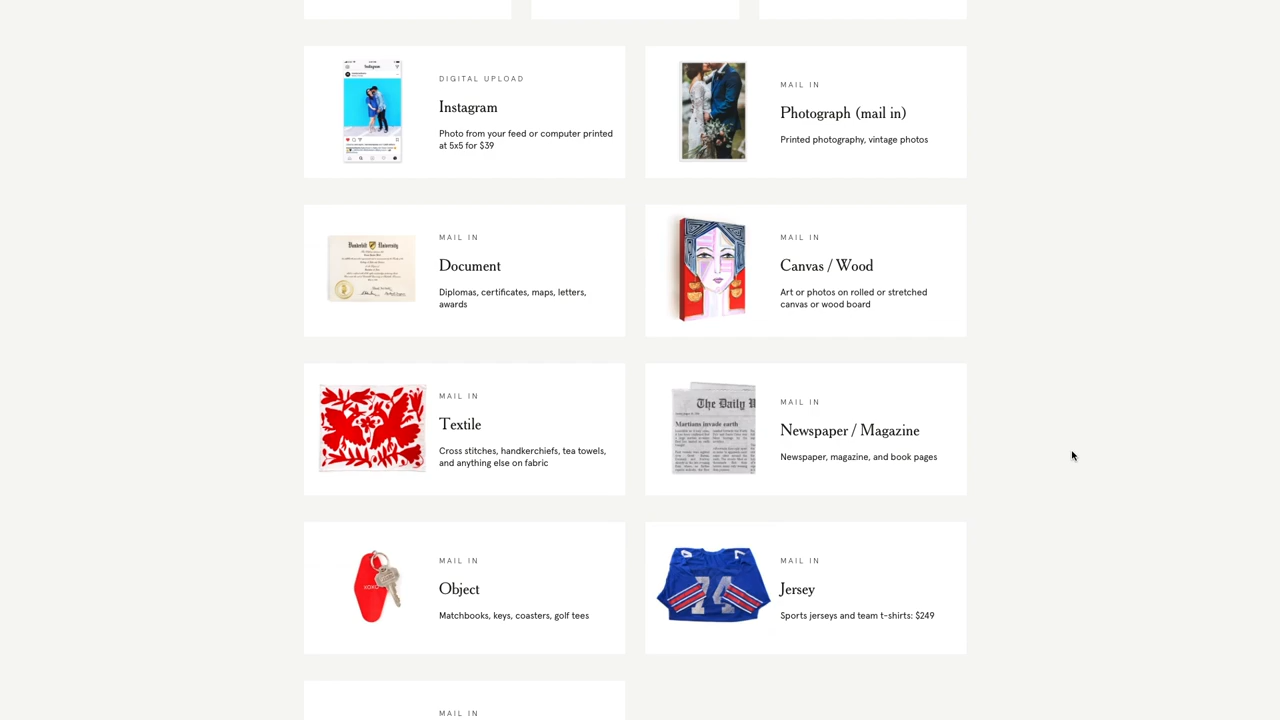 DIGITAL UPLOAD
Instagram
Photo from your feed or computer printed
at 5x5 for $39
MAIL IN
Photograph (mail in)
Printed photography, vintage photos
Vanderbilt University
MAIL IN
Document
Diplomas, certificates, maps, letters,
awards
MAIL IN
Canvas / Wood
Art or photos on rolled or stretched
canvas or wood board
MAIL IN
Textile
Cross stitches, handkerchiefs, tea towels,
and anything else on fabric
The Daily
Martians invade earth
MAIL IN
Newspaper / Magazine
Newspaper, magazine, and book pages
XOXO
MAIL IN
Object
Matchbooks, keys, coasters, golf tees
74
MAIL IN
Jersey
Sports jerseys and team t-shirts: $249
MAIL IN